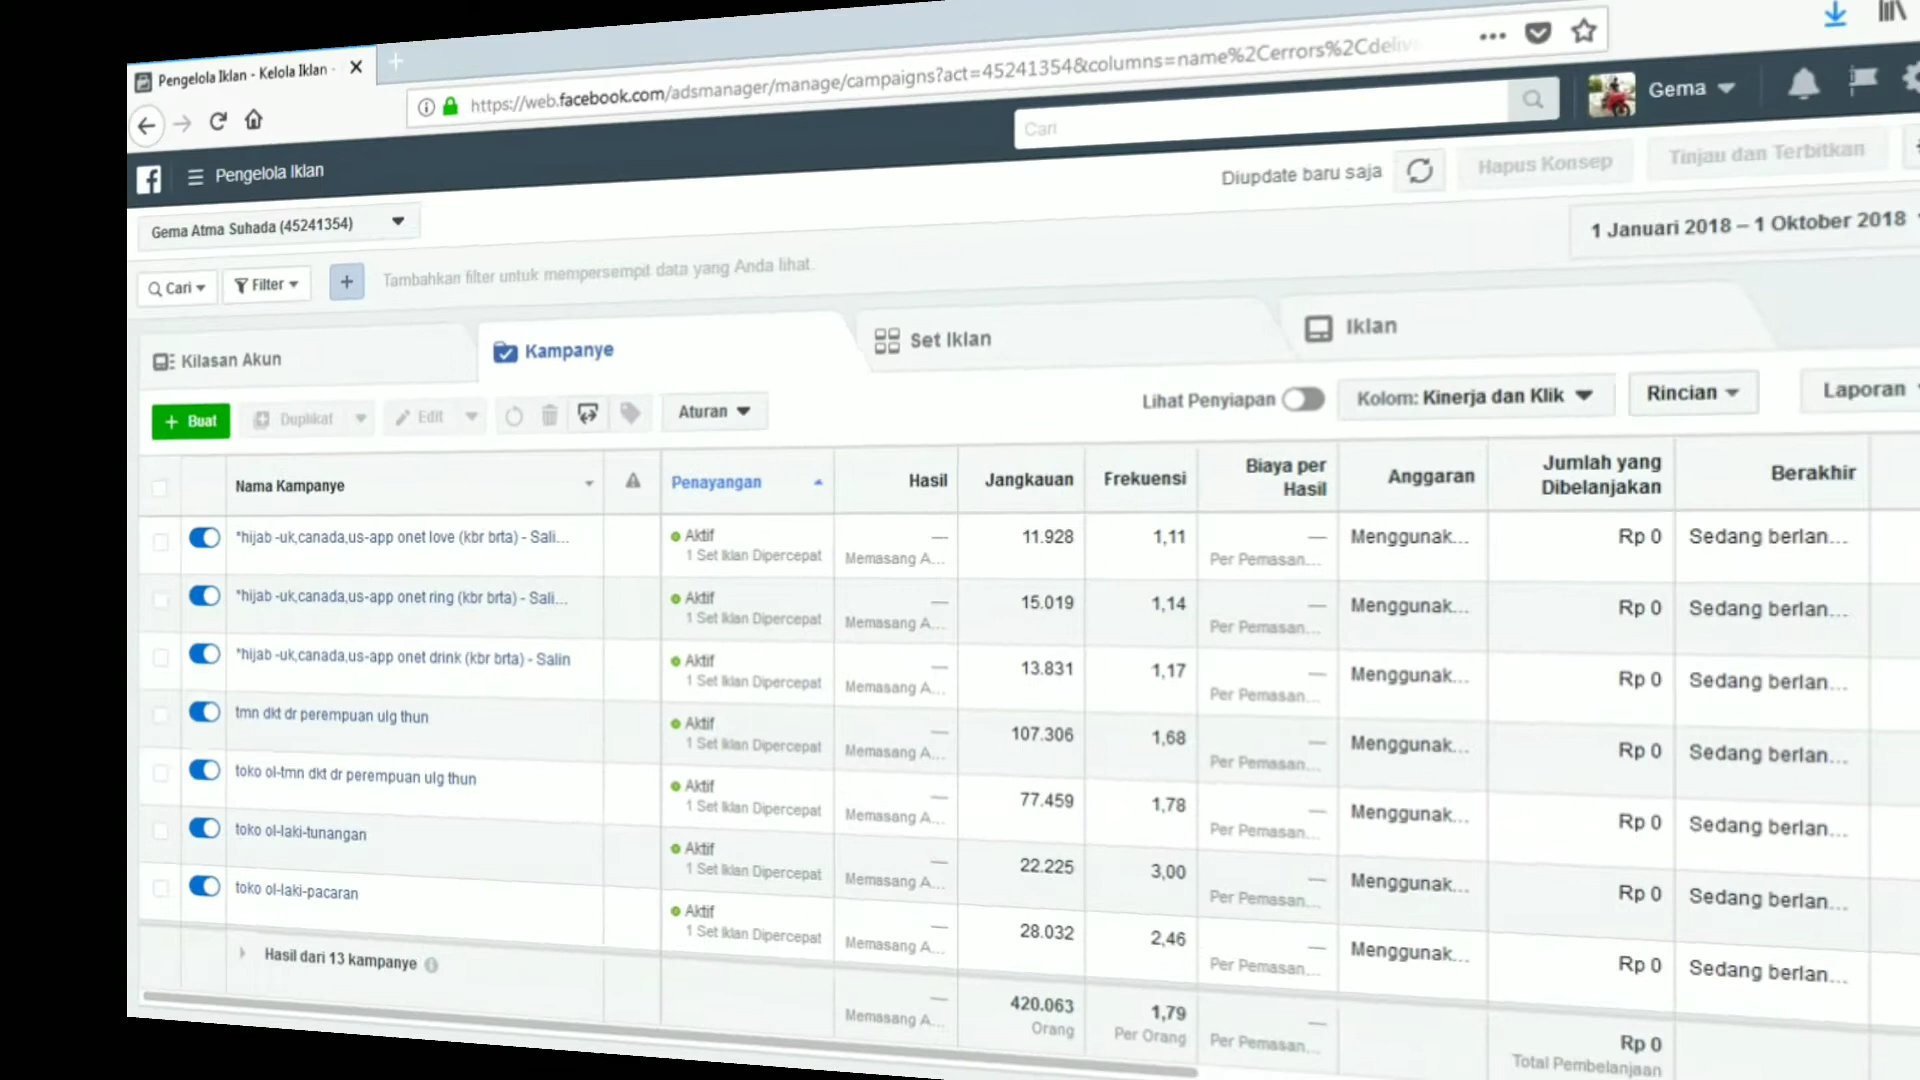 Pengelola Iklan - Kelola Iklan -
https://web.facebook.com/adsmanager/manage/campaigns?act=45241354&columns=name%2Cerrors%2Cdeliv
Pengelola Iklan
Cari
Gema
Gema Atma Suhada (45241354)
Diupdate baru saja
Hapus Konsep
Tinjau dan Terbitkan
1 Januari 2018 – 1 Oktober 2018
Cari
Filter
+
Tambahkan filter untuk mempersempit data yang Anda lihat.
Kilasan Akun
Kampanye
Set Iklan
Iklan
+ Buat
Duplikat
Edit
Aturan
Lihat Penyiapan
Kolom: Kinerja dan Klik
Rincian
Laporan
Nama Kampanye
Penayangan
Hasil
Jangkauan
Frekuensi
Biaya per
Hasil
Anggaran
Jumlah yang
Dibelanjakan
Berakhir
*hijab -uk,canada,us-app onet love (kbr brta) - Sali... Aktif — 11.928 1,11 — Menggunak... Rp 0 Sedang berlan...
1 Set Iklan Dipercepat Memasang A... Per Pemasan...
*hijab -uk,canada,us-app onet ring (kbr brta) - Sali... Aktif — 15.019 1,14 — Menggunak... Rp 0 Sedang berlan...
1 Set Iklan Dipercepat Memasang A... Per Pemasan...
*hijab -uk,canada,us-app onet drink (kbr brta) - Salin Aktif — 13.831 1,17 — Menggunak... Rp 0 Sedang berlan...
1 Set Iklan Dipercepat Memasang A... Per Pemasan...
tmn dkt dr perempuan ulg thun Aktif — 107.306 1,68 — Menggunak... Rp 0 Sedang berlan...
1 Set Iklan Dipercepat Memasang A... Per Pemasan...
toko ol-tmn dkt dr perempuan ulg thun Aktif — 77.459 1,78 — Menggunak... Rp 0 Sedang berlan...
1 Set Iklan Dipercepat Memasang A... Per Pemasan...
toko ol-laki-tunangan Aktif — 22.225 3,00 — Menggunak... Rp 0 Sedang berlan...
1 Set Iklan Dipercepat Memasang A... Per Pemasan...
toko ol-laki-pacaran Aktif — 28.032 2,46 — Menggunak... Rp 0 Sedang berlan...
1 Set Iklan Dipercepat Memasang A... Per Pemasan...
Hasil dari 13 kampanye — 420.063 1,79 — Rp 0
Memasang A... Orang Per Orang Per Pemasan... Total Pembelanjaan